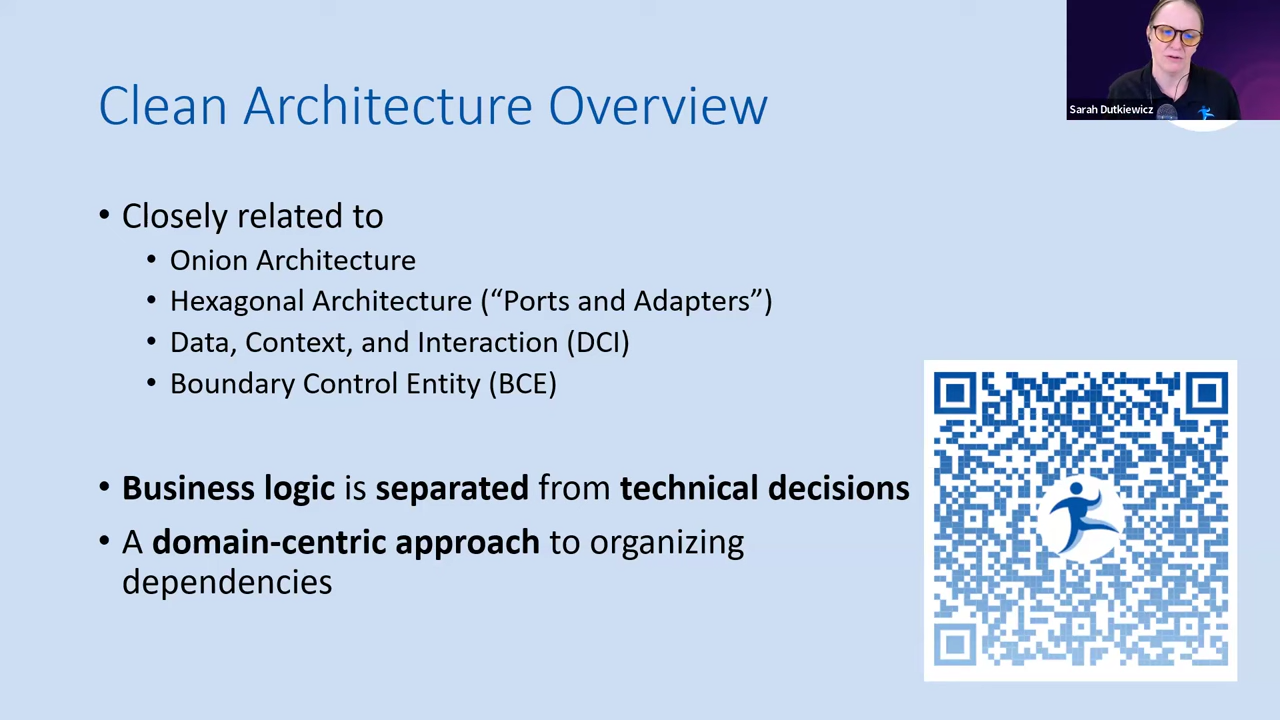 Clean Architecture Overview
Sarah Dutkiewicz
• Closely related to
• Onion Architecture
• Hexagonal Architecture (“Ports and Adapters”)
• Data, Context, and Interaction (DCI)
• Boundary Control Entity (BCE)
• Business logic is separated from technical decisions
• A domain-centric approach to organizing
dependencies